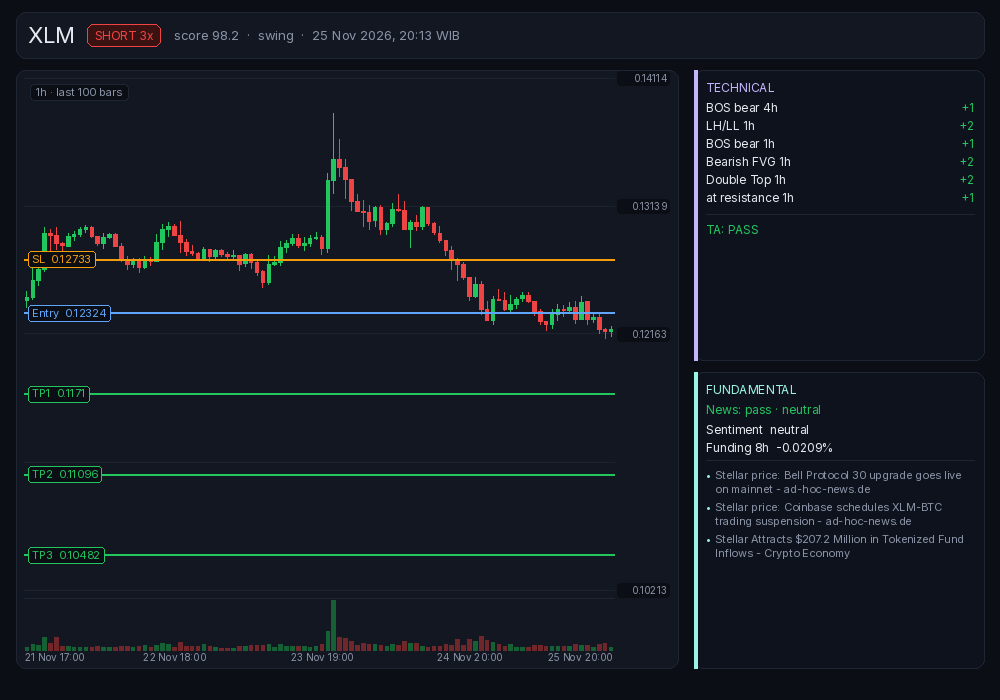 XLM SHORT 3x score 98.2 · swing · 25 Nov 2026, 20:13 WIB
1h · last 100 bars
0.14114
0.13139
SL 0.12733
Entry 0.12324
0.12163
TP1 0.1171
TP2 0.11096
TP3 0.10482
0.10213
21 Nov 17:00 22 Nov 18:00 23 Nov 19:00 24 Nov 20:00 25 Nov 20:00
TECHNICAL
BOS bear 4h +1
LH/LL 1h +2
BOS bear 1h +1
Bearish FVG 1h +2
Double Top 1h +2
at resistance 1h +1
TA: PASS
FUNDAMENTAL
News: pass · neutral
Sentiment neutral
Funding 8h -0.0209%
• Stellar price: Bell Protocol 30 upgrade goes live
on mainnet - ad-hoc-news.de
• Stellar price: Coinbase schedules XLM-BTC
trading suspension - ad-hoc-news.de
• Stellar Attracts $207.2 Million in Tokenized Fund
Inflows - Crypto Economy